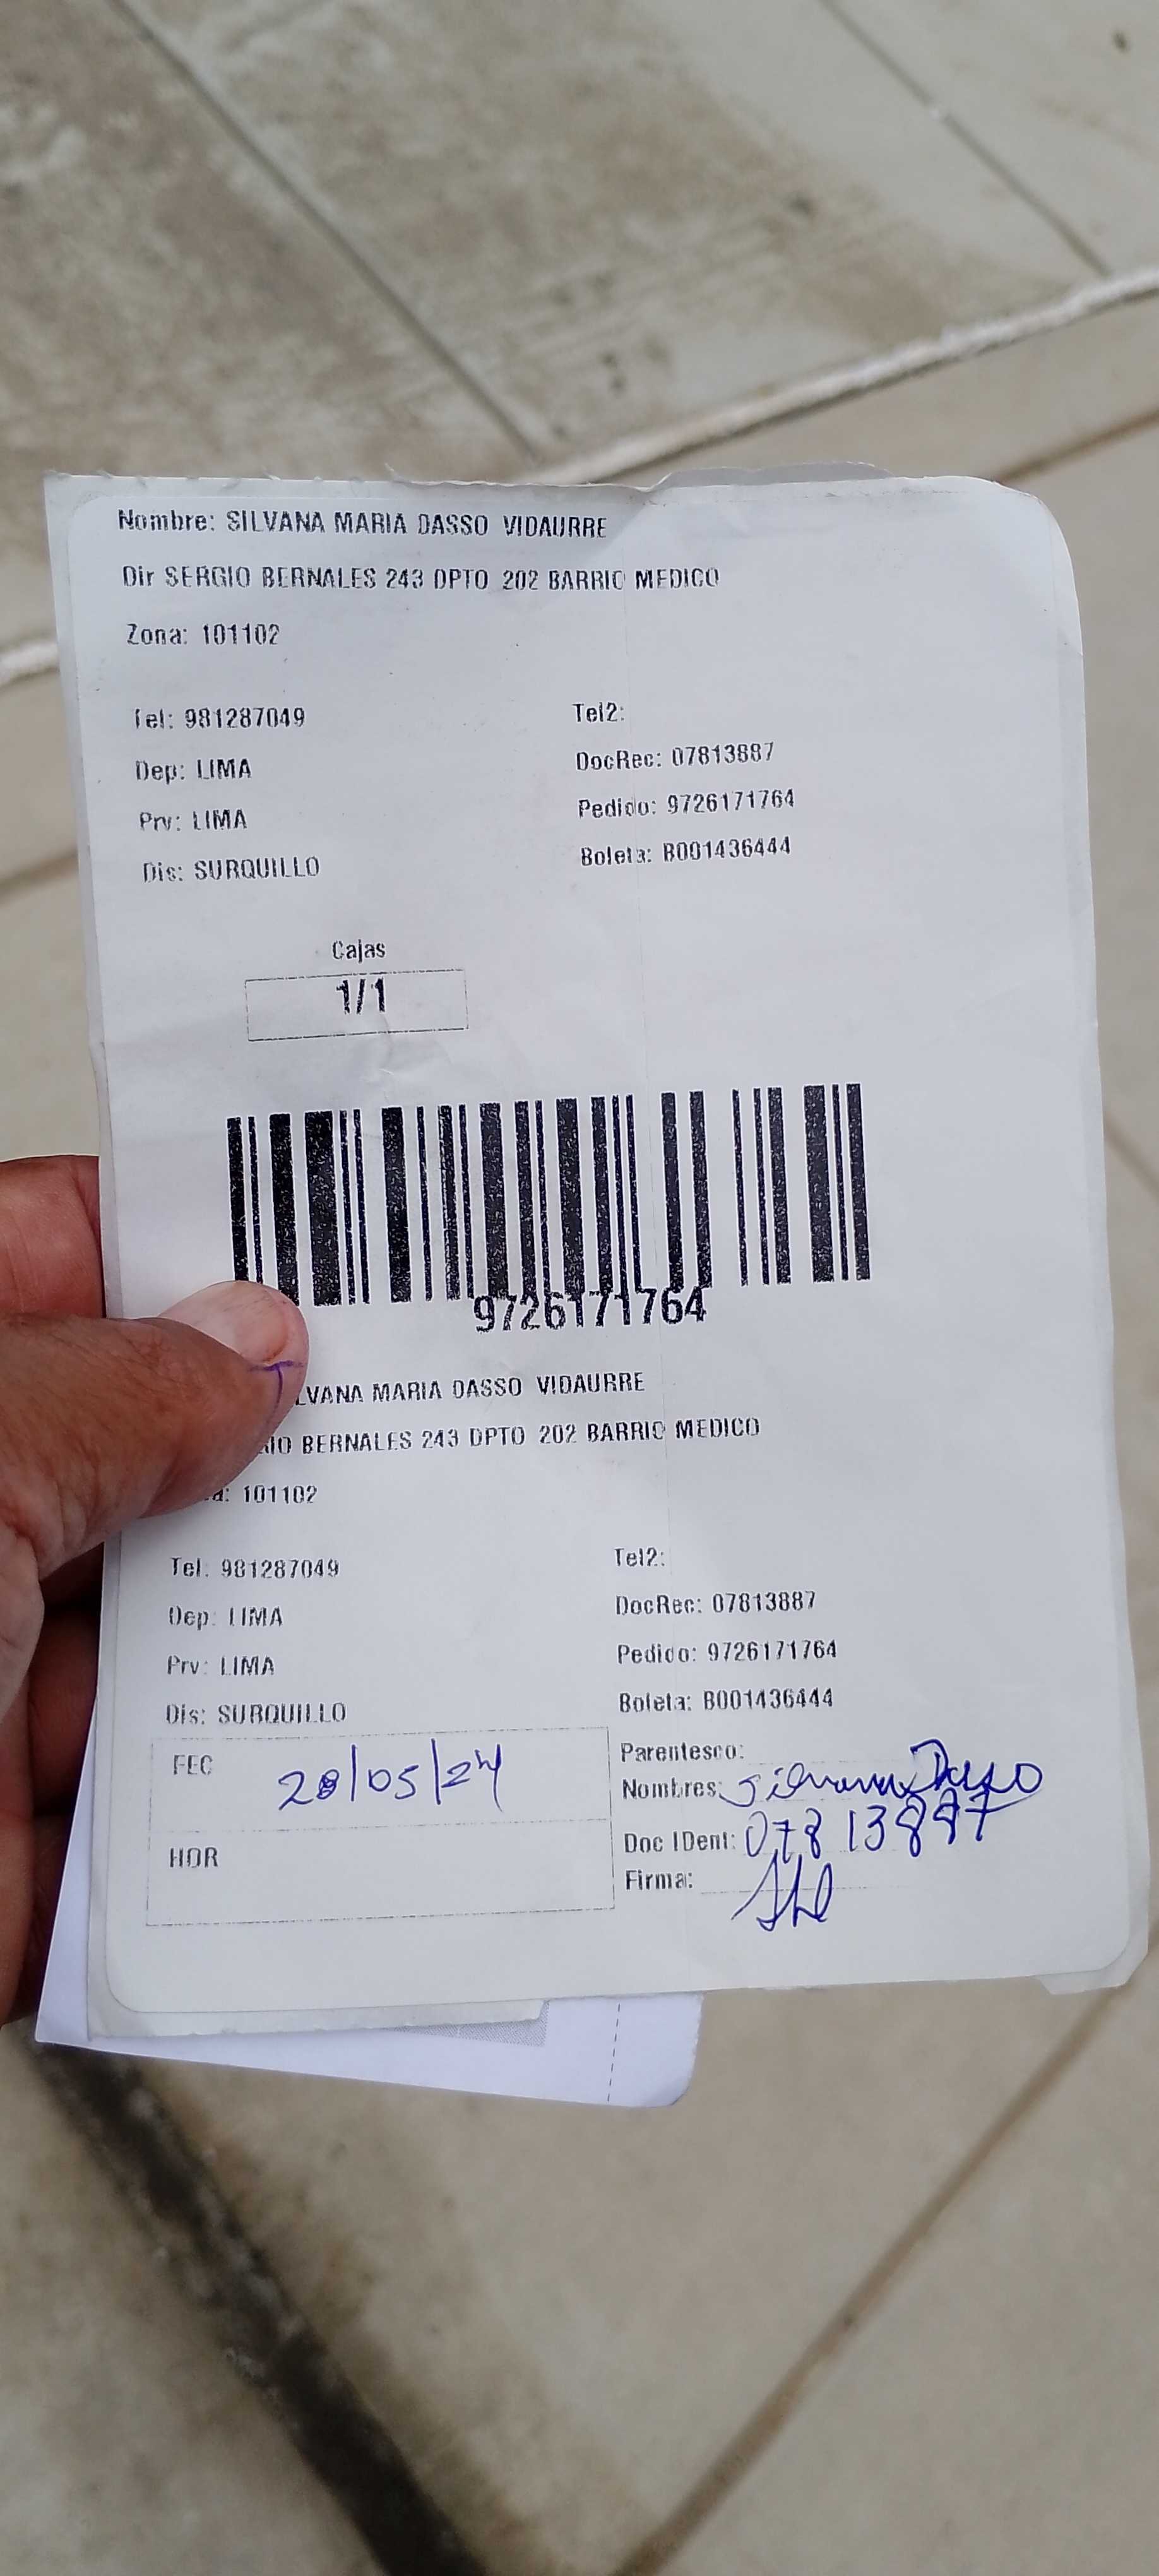 Nombre: SILVANA MARIA DASSO VIDAURRE
Dir SERGIO BERNALES 243 DPTO 202 BARRIO MEDICO
Zona: 101102
Tel: 981287049 Tel2:
Dep: LIMA DocRec: 07813887
Prv: LIMA Pedido: 9726171764
Dis: SURQUILLO Boleta: B001436444
Cajas
1/1
9726171764
LVANA MARIA DASSO VIDAURRE
IO BERNALES 243 DPTO 202 BARRIO MEDICO
a: 101102
Tel: 981287049 Tel2:
Dep: LIMA DocRec: 07813887
Prv: LIMA Pedido: 9726171764
Dis: SURQUILLO Boleta: B001436444
FEC 28/05/24 Parentesco:
Nombres: Silvana Dasso
HOR Doc IDent: 07813887
Firma: